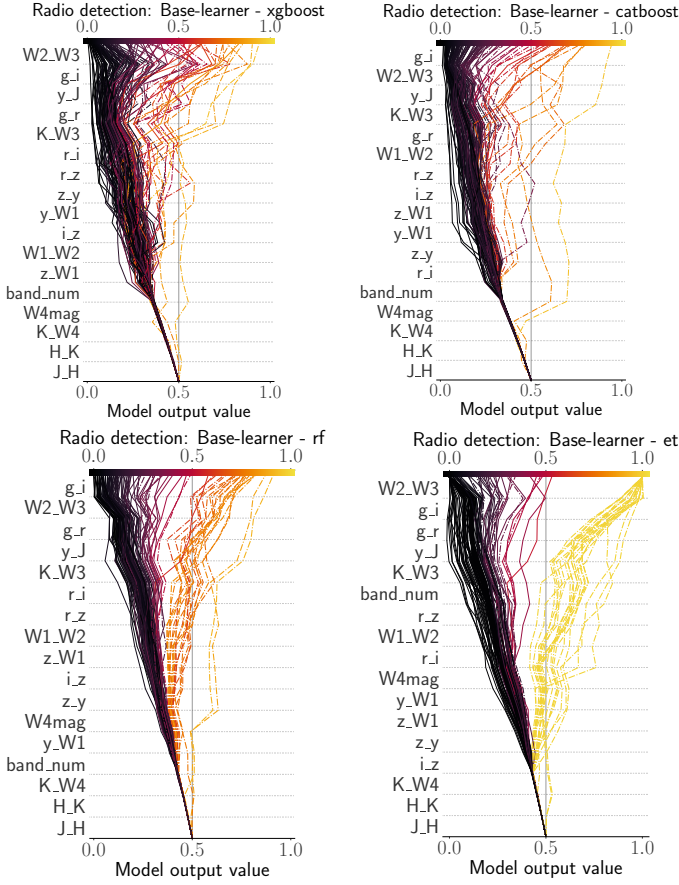 Radio detection: Base-learner - xgboost
0.0 0.5 1.0
W2_W3
g_i
y_J
g_r
K_W3
r_i
r_z
z_y
y_W1
i_z
W1_W2
z_W1
band_num
W4mag
K_W4
H_K
J_H
0.0 0.5 1.0
Model output value
Radio detection: Base-learner - catboost
0.0 0.5 1.0
g_i
W2_W3
y_J
K_W3
g_r
W1_W2
r_z
i_z
z_W1
y_W1
z_y
r_i
band_num
W4mag
K_W4
H_K
J_H
0.0 0.5 1.0
Model output value
Radio detection: Base-learner - rf
0.0 0.5 1.0
g_i
W2_W3
g_r
y_J
K_W3
r_i
r_z
W1_W2
z_W1
i_z
z_y
W4mag
y_W1
band_num
K_W4
H_K
J_H
0.0 0.5 1.0
Model output value
Radio detection: Base-learner - et
0.0 0.5 1.0
W2_W3
g_i
g_r
y_J
K_W3
band_num
r_z
W1_W2
r_i
W4mag
y_W1
z_W1
z_y
i_z
K_W4
H_K
J_H
0.0 0.5 1.0
Model output value